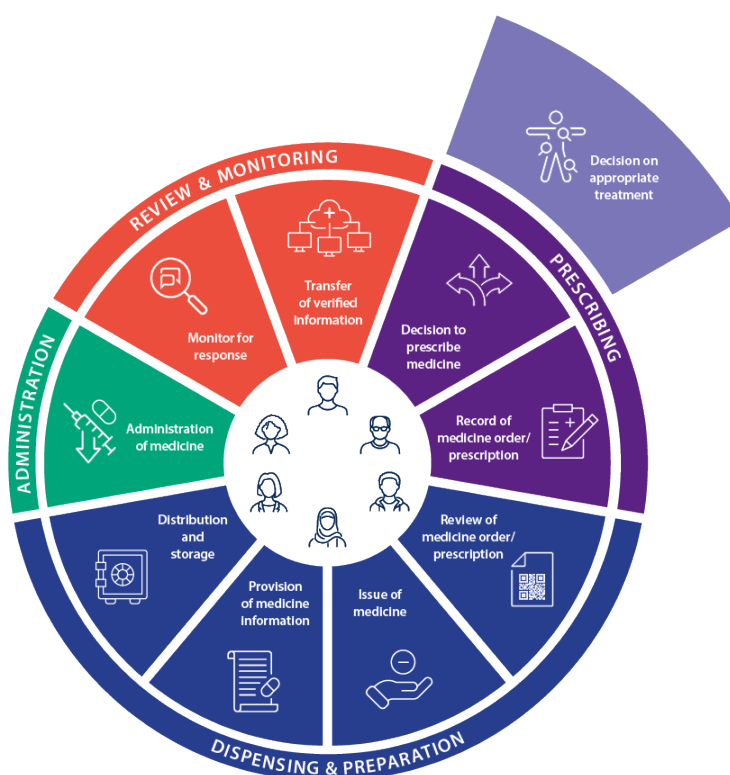 Decision on
appropriate
treatment
PRESCRIBING
Decision to
prescribe
medicine
Record of
medicine order/
prescription
DISPENSING & PREPARATION
Review of
medicine order/
prescription
Issue of
medicine
Provision
of medicine
information
Distribution
and
storage
ADMINISTRATION
Administration
of medicine
REVIEW & MONITORING
Monitor for
response
Transfer
of verified
information